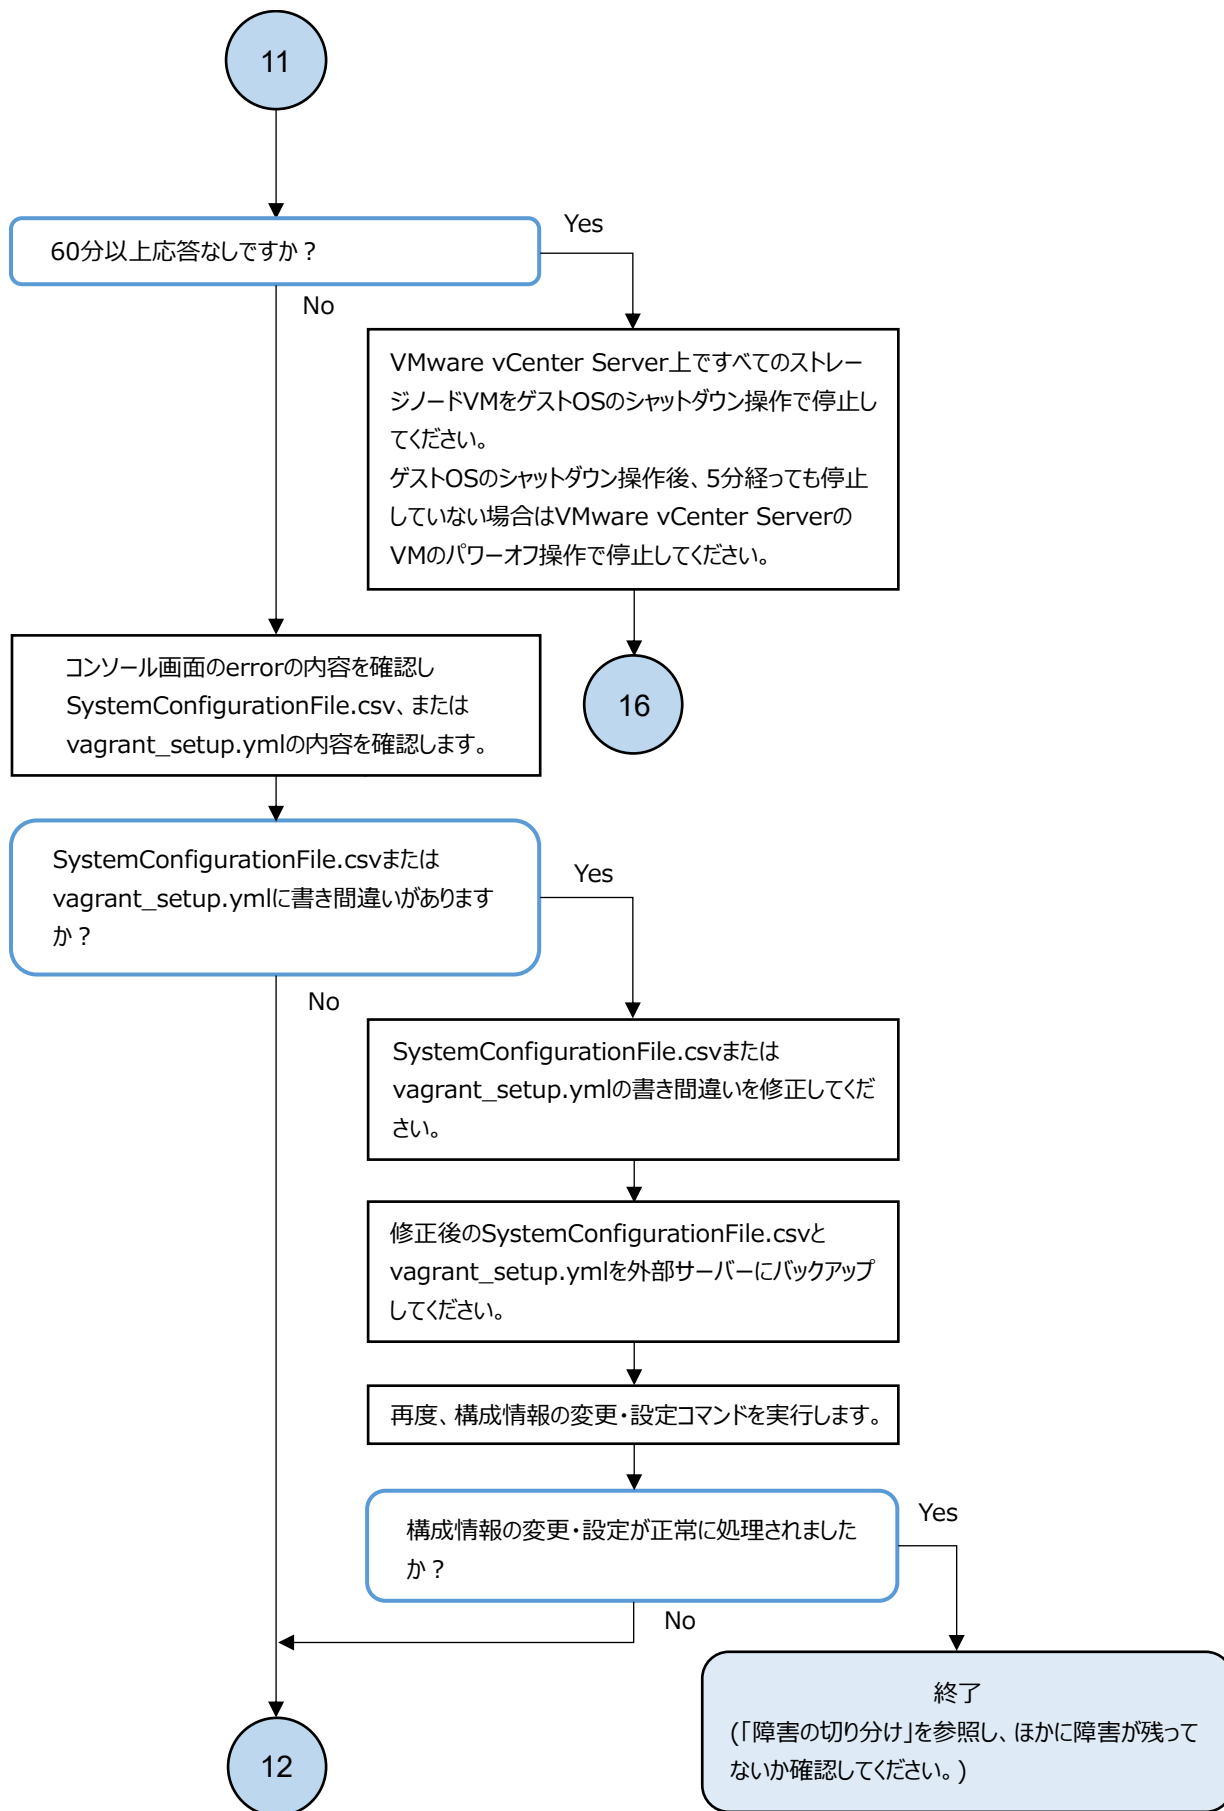 11
60分以上応答なしですか？
Yes
No
VMware vCenter Server上ですべてのストレー
ジノードVMをゲストOSのシャットダウン操作で停止し
てください。
ゲストOSのシャットダウン操作後、5分経っても停止
していない場合はVMware vCenter Serverの
VMのパワーオフ操作で停止してください。
16
コンソール画面のerrorの内容を確認し
SystemConfigurationFile.csv、または
vagrant_setup.ymlの内容を確認します。
SystemConfigurationFile.csvまたは
vagrant_setup.ymlに書き間違いがあります
か？
Yes
No
SystemConfigurationFile.csvまたは
vagrant_setup.ymlの書き間違いを修正してくだ
さい。
修正後のSystemConfigurationFile.csvと
vagrant_setup.ymlを外部サーバーにバックアップ
してください。
再度、構成情報の変更・設定コマンドを実行します。
構成情報の変更・設定が正常に処理されました
か？
Yes
No
終了
(「障害の切り分け」を参照し、ほかに障害が残って
ないか確認してください。)
12